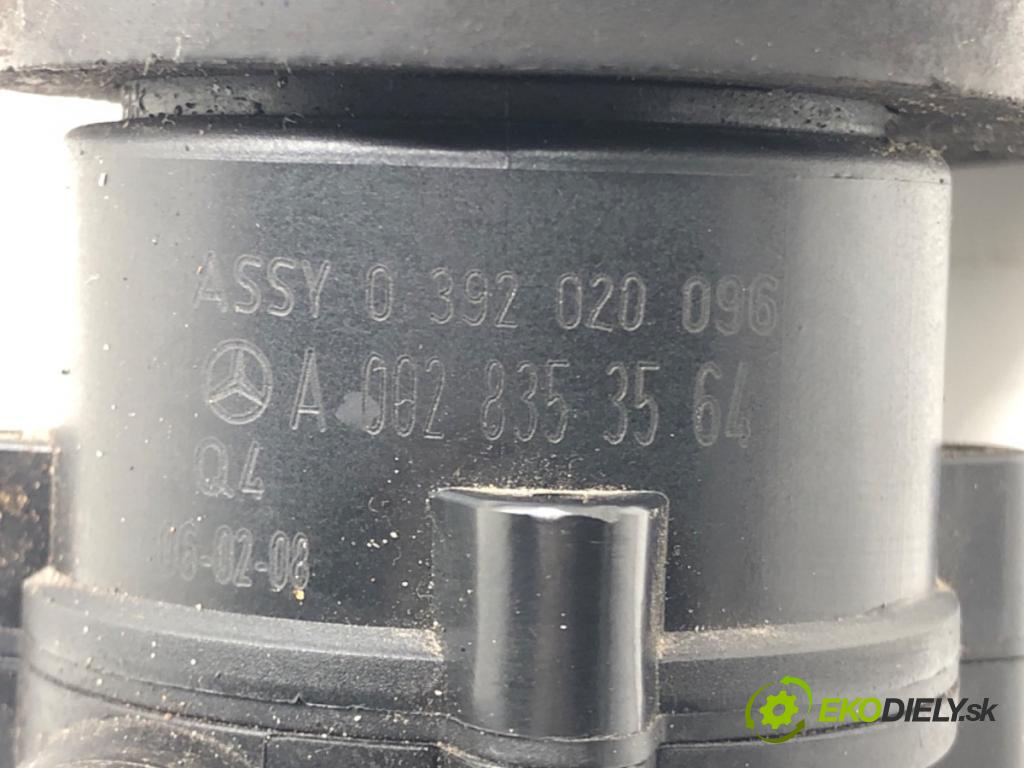 ASSY 0 392 020 096
A 002 835 35 64
Q4
06-02-08
EKODIELY.sk